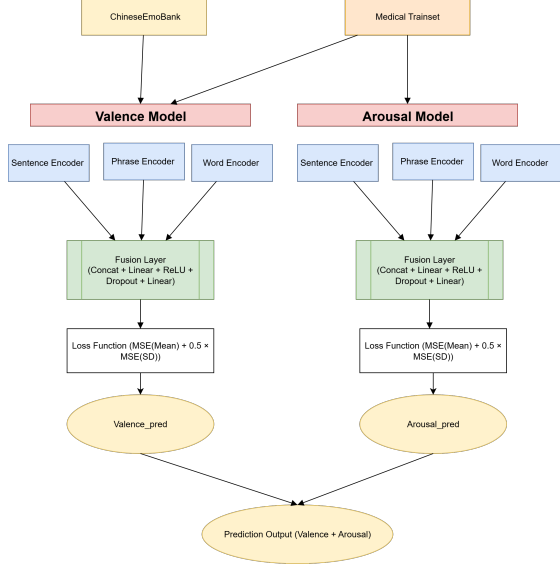 ChineseEmoBank
Medical Trainset
Valence Model
Arousal Model
Sentence Encoder
Phrase Encoder
Word Encoder
Sentence Encoder
Phrase Encoder
Word Encoder
Fusion Layer
(Concat + Linear + ReLU +
Dropout + Linear)
Fusion Layer
(Concat + Linear + ReLU +
Dropout + Linear)
Loss Function (MSE(Mean) + 0.5 ×
MSE(SD))
Loss Function (MSE(Mean) + 0.5 ×
MSE(SD))
Valence_pred
Arousal_pred
Prediction Output (Valence + Arousal)